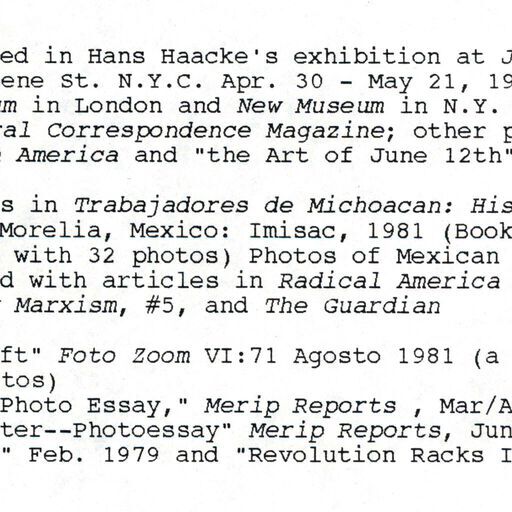 ed in Hans Haacke's exhibition at J
ene St. N.Y.C. Apr. 30 - May 21, 19
um in London and New Museum in N.Y.
ral Correspondence Magazine; other p
America and "the Art of June 12th"
s in Trabajadores de Michoacan: His
Morelia, Mexico: Imisac, 1981 (Book
with 32 photos) Photos of Mexican
d with articles in Radical America
Marxism, #5, and The Guardian
ft" Foto Zoom VI:71 Agosto 1981 (a
tos)
Photo Essay," Merip Reports , Mar/A
ter--Photoessay" Merip Reports, Jun
" Feb. 1979 and "Revolution Racks I